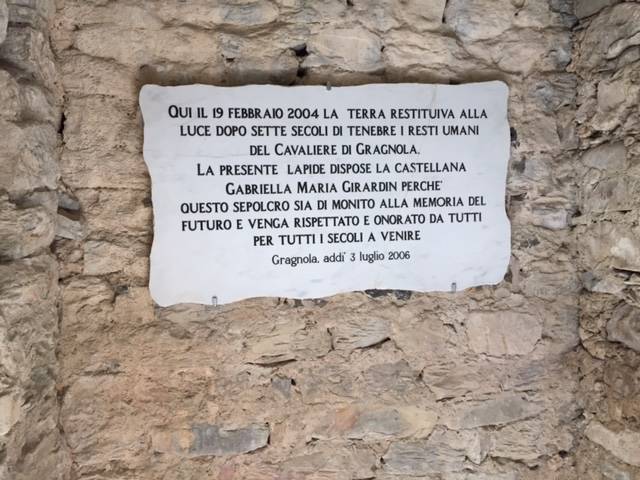 QUI IL 19 FEBBRAIO 2004 LA TERRA RESTITUIVA ALLA
LUCE DOPO SETTE SECOLI DI TENEBRE I RESTI UMANI
DEL CAVALIERE DI GRAGNOLA.
LA PRESENTE LAPIDE DISPOSE LA CASTELLANA
GABRIELLA MARIA GIRARDIN PERCHE'
QUESTO SEPOLCRO SIA DI MONITO ALLA MEMORIA DEL
FUTURO E VENGA RISPETTATO E ONORATO DA TUTTI
PER TUTTI I SECOLI A VENIRE
Gragnola, addi' 3 luglio 2006